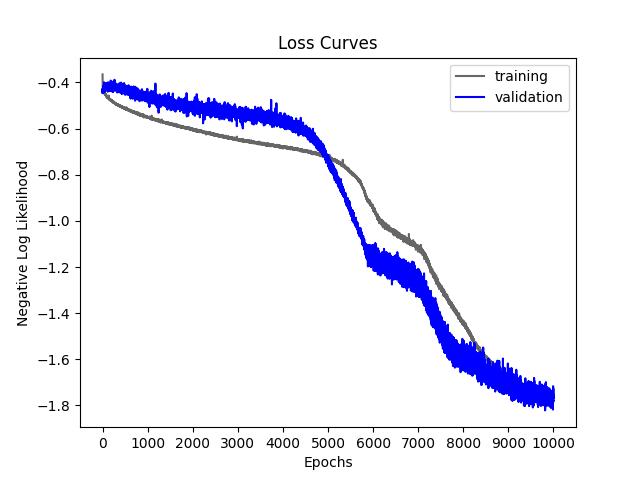 Loss Curves
training
validation
Negative Log Likelihood
−0.4
−0.6
−0.8
−1.0
−1.2
−1.4
−1.6
−1.8
0 1000 2000 3000 4000 5000 6000 7000 8000 9000 10000
Epochs